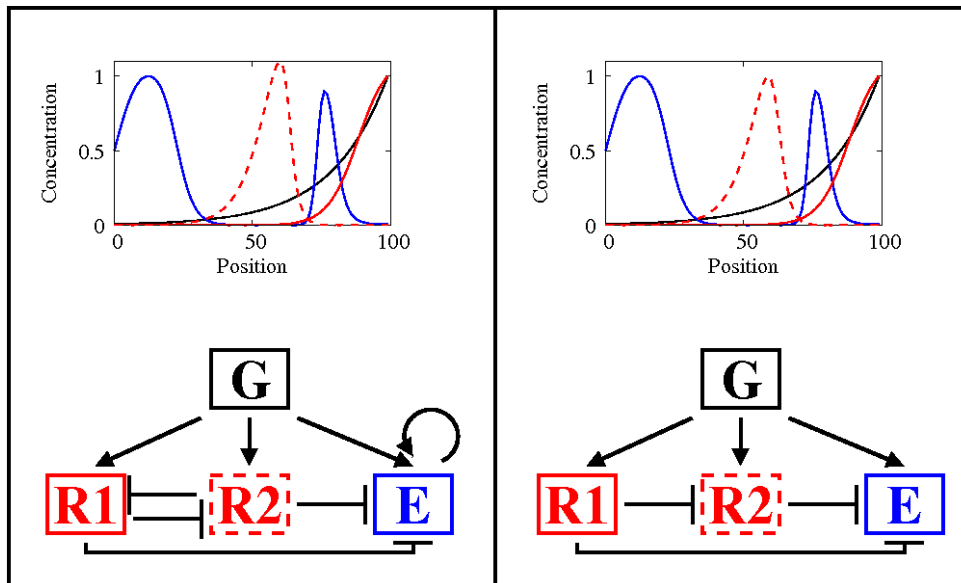 1
0.5
0
Concentration
0 50 100
Position
G
R1 R2 E
1
0.5
0
Concentration
0 50 100
Position
G
R1 R2 E